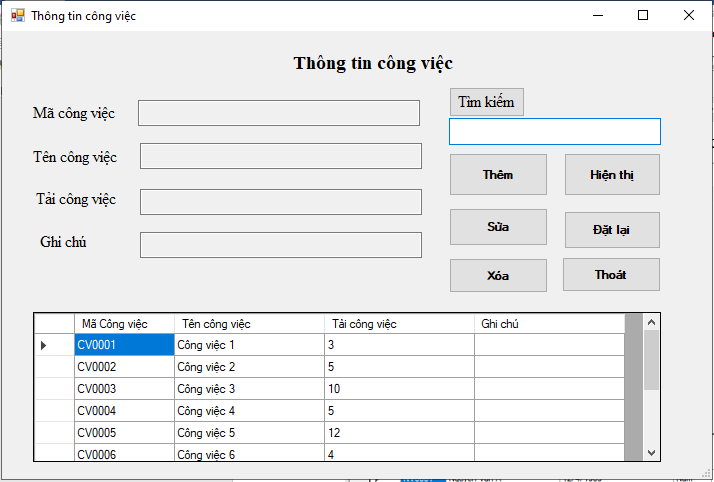 Thông tin công việc
Thông tin công việc
Tìm kiếm
Mã công việc
Tên công việc
Tải công việc
Ghi chú
Thêm Hiện thị
Sửa Đặt lại
Xóa Thoát
Mã Công việc Tên công việc Tải công việc Ghi chú
CV0001 Công việc 1 3
CV0002 Công việc 2 5
CV0003 Công việc 3 10
CV0004 Công việc 4 5
CV0005 Công việc 5 12
CV0006 Công việc 6 4